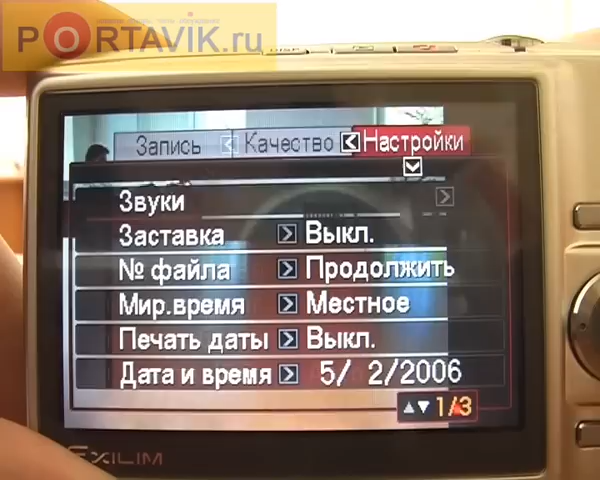 PORTAVIK.ru
Запись Качество Настройки
Звуки
Заставка Выкл.
№ файла Продолжить
Мир.время Местное
Печать даты Выкл.
Дата и время 5/ 2/2006
1/3
EXILIM